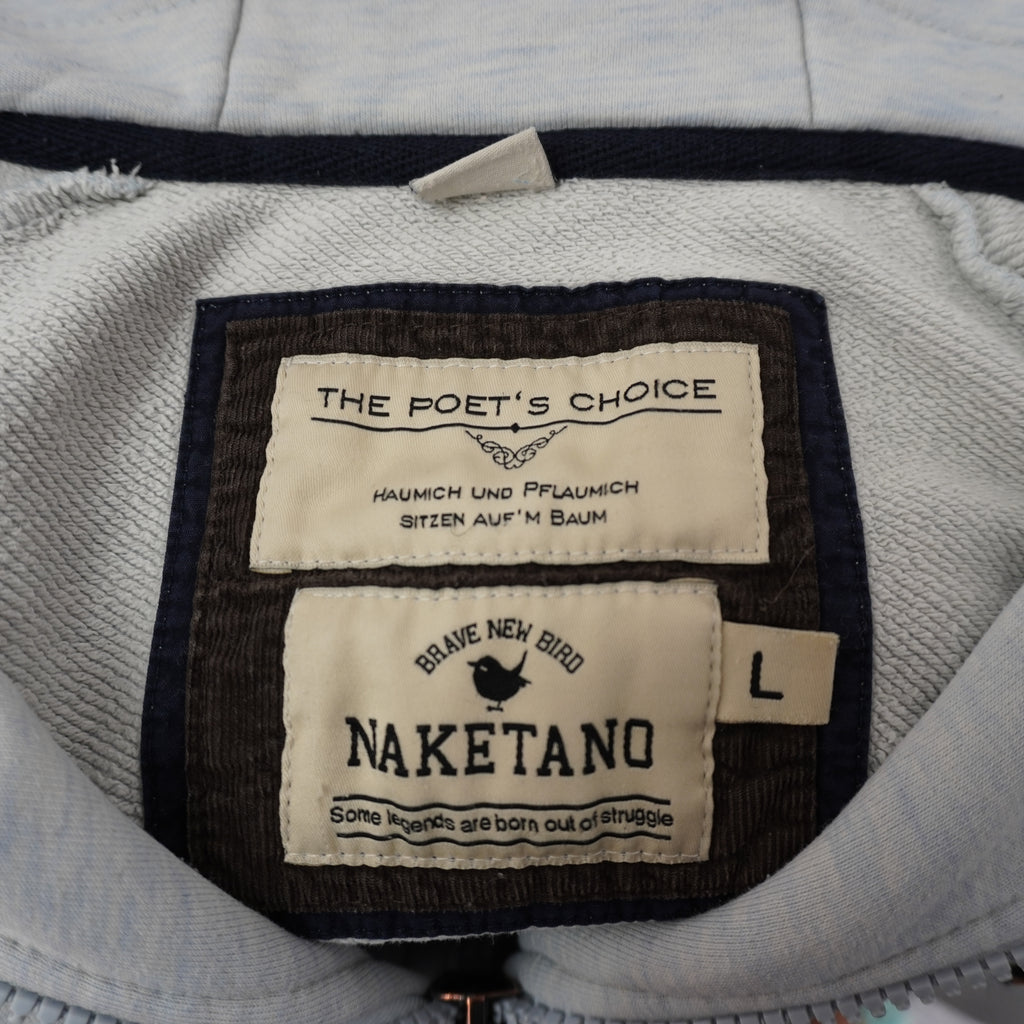 THE POET'S CHOICE
HAUMICH UND PFLAUMICH
SITZEN AUF'M BAUM
BRAVE NEW BIRD
NAKETANO
L
Some legends are born out of struggle